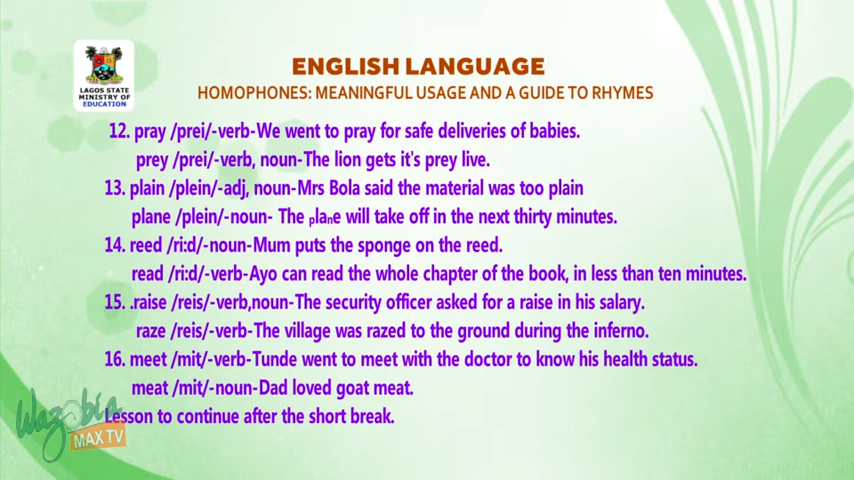 LAGOS STATE
MINISTRY OF
EDUCATION
ENGLISH LANGUAGE
HOMOPHONES: MEANINGFUL USAGE AND A GUIDE TO RHYMES
12. pray /prei/-verb-We went to pray for safe deliveries of babies.
prey /prei/-verb, noun-The lion gets it's prey live.
13. plain /plein/-adj, noun-Mrs Bola said the material was too plain
plane /plein/-noun- The plane will take off in the next thirty minutes.
14. reed /ri:d/-noun-Mum puts the sponge on the reed.
read /ri:d/-verb-Ayo can read the whole chapter of the book, in less than ten minutes.
15. .raise /reis/-verb,noun-The security officer asked for a raise in his salary.
raze /reis/-verb-The village was razed to the ground during the inferno.
16. meet /mit/-verb-Tunde went to meet with the doctor to know his health status.
meat /mit/-noun-Dad loved goat meat.
Lesson to continue after the short break.
Wazobia
MAX TV